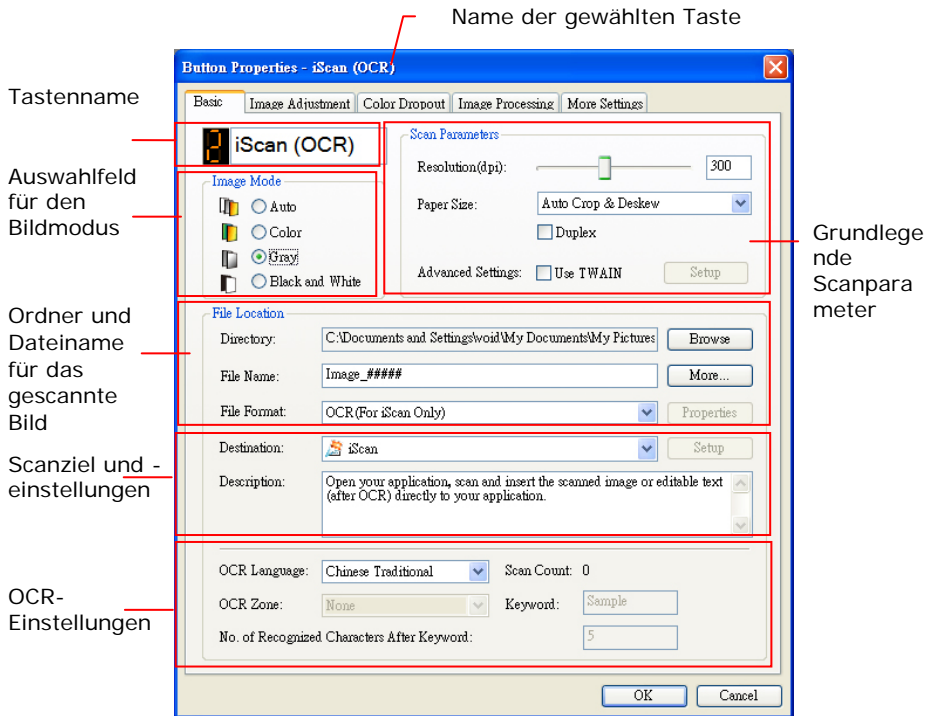 Name der gewählten Taste
Button Properties - iScan (OCR)
Tastenname
Basic Image Adjustment Color Dropout Image Processing More Settings
2 iScan (OCR)
Scan Parameters
Resolution(dpi): 300
Paper Size: Auto Crop & Deskew
Duplex
Advanced Settings: Use TWAIN Setup
Grundlege
nde
Scanpara
meter
Auswahlfeld
für den
Bildmodus
Image Mode
Auto
Color
Gray
Black and White
Ordner und
Dateiname
für das
gescannte
Bild
File Location
Directory: C:\Documents and Settings\void\My Documents\My Pictures Browse
File Name: Image_##### More...
File Format: OCR(For iScan Only) Properties
Scanziel und -
einstellungen
Destination: iScan Setup
Description: Open your application, scan and insert the scanned image or editable text
(after OCR) directly to your application.
OCR-
Einstellungen
OCR Language: Chinese Traditional Scan Count: 0
OCR Zone: None Keyword: Sample
No. of Recognized Characters After Keyword: 5
OK Cancel